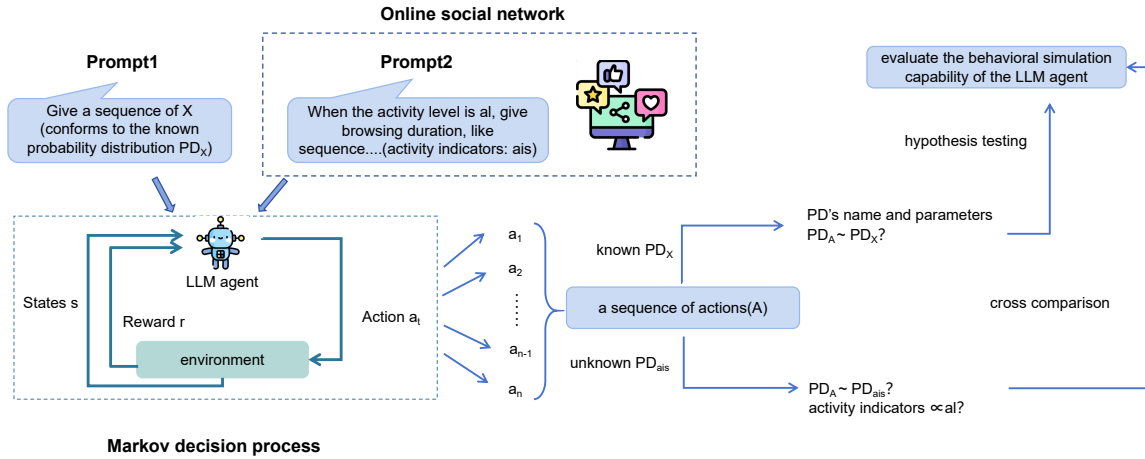 Online social network
Prompt1
Prompt2
Give a sequence of X
(conforms to the known
probability distribution PDX)
When the activity level is al, give
browsing duration, like
sequence....(activity indicators: ais)
evaluate the behavioral simulation
capability of the LLM agent
hypothesis testing
LLM agent
States s
Reward r
environment
Action at
a1
a2
......
an-1
an
known PDX
a sequence of actions(A)
unknown PDais
PD's name and parameters
PDA ~ PDX?
cross comparison
PDA ~ PDais?
activity indicators ∝al?
Markov decision process